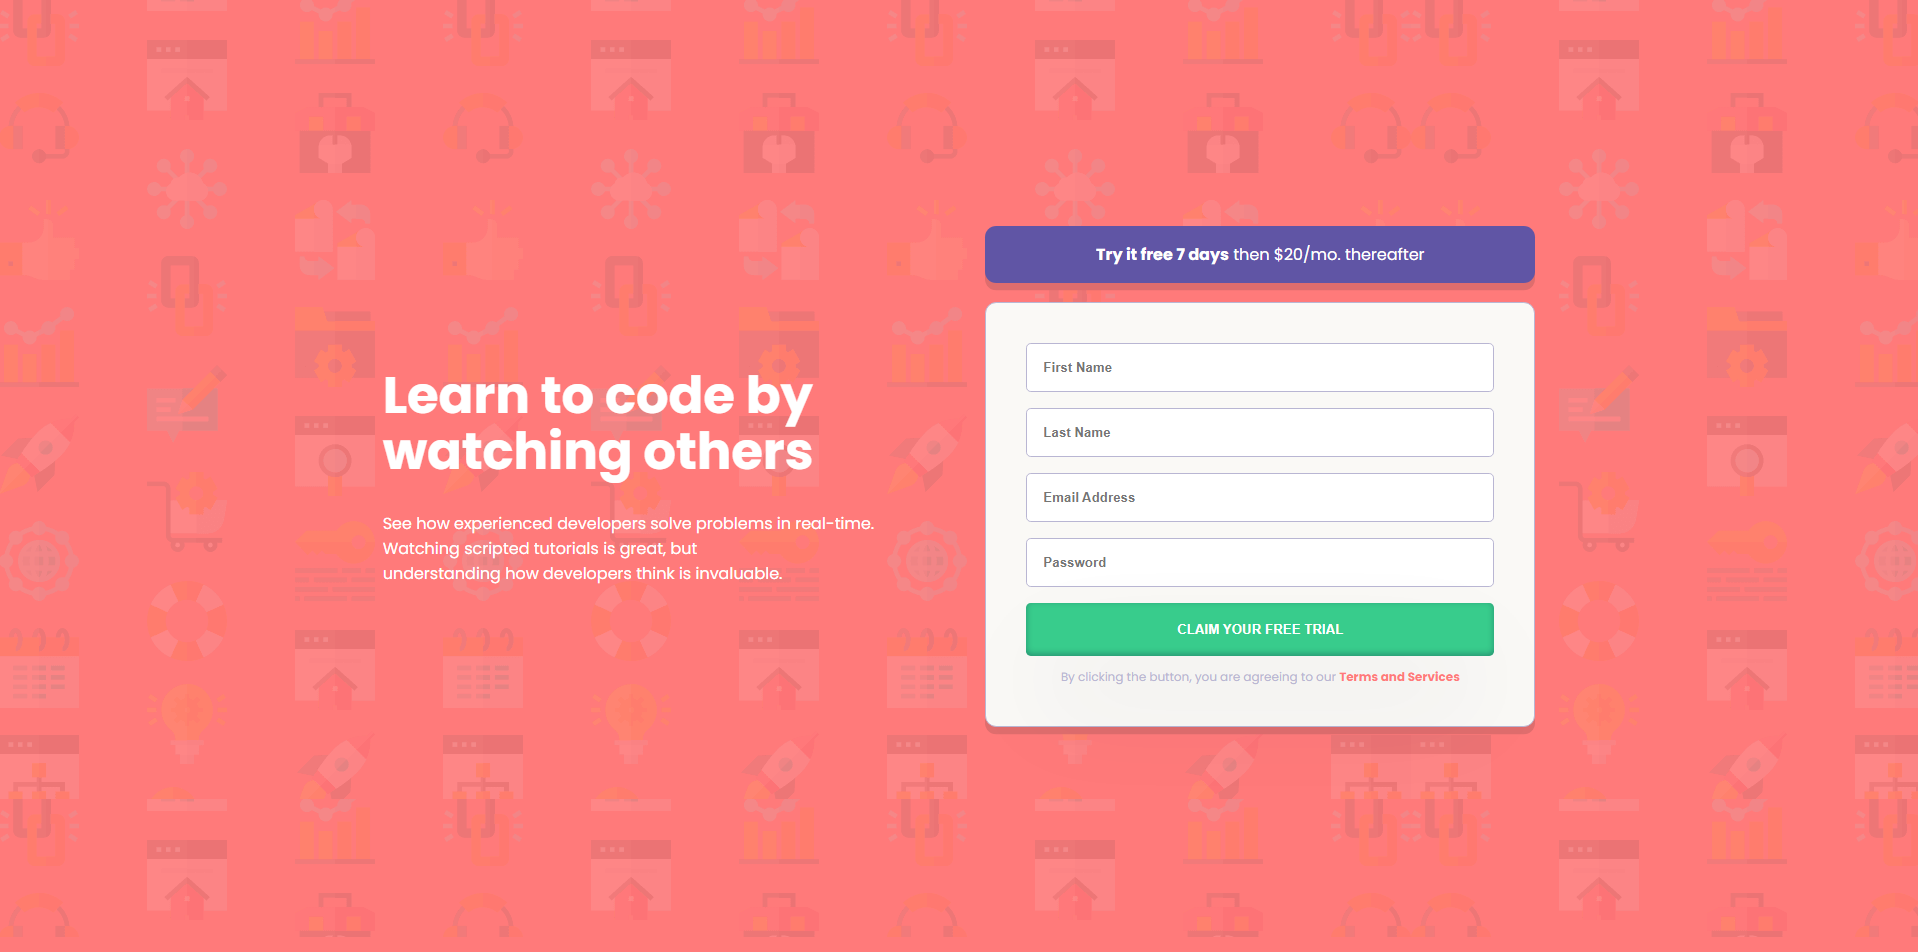 Learn to code by
watching others
See how experienced developers solve problems in real-time.
Watching scripted tutorials is great, but
understanding how developers think is invaluable.
Try it free 7 days then $20/mo. thereafter
First Name
Last Name
Email Address
Password
CLAIM YOUR FREE TRIAL
By clicking the button, you are agreeing to our Terms and Services